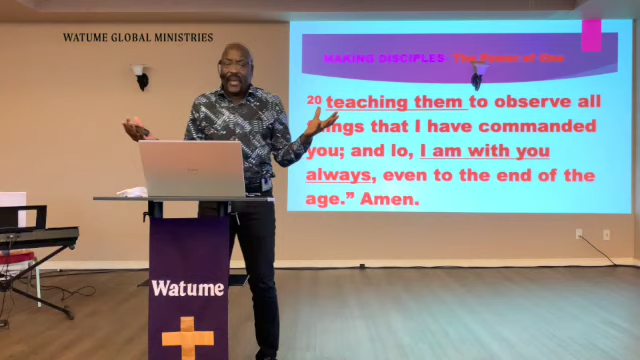 WATUME GLOBAL MINISTRIES
MAKING DISCIPLES The Power of One
20 teaching them to observe all
things that I have commanded
you; and lo, I am with you
always, even to the end of the
age." Amen.
Watume